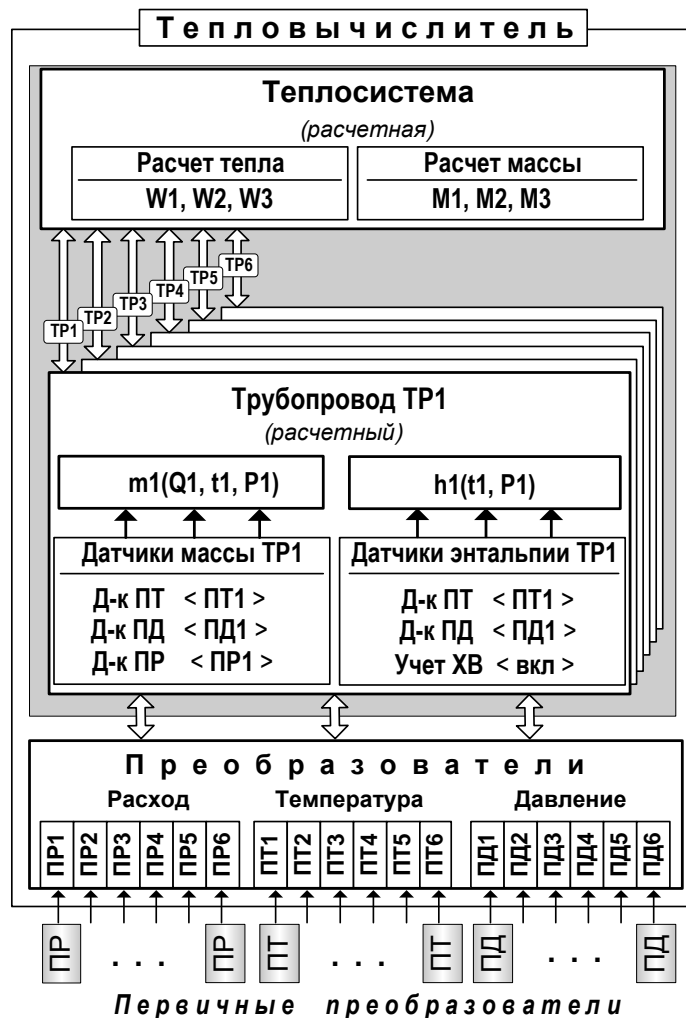 Тепловычислитель
Теплосистема
(расчетная)
Расчет тепла
W1, W2, W3
Расчет массы
M1, M2, M3
ТР1
ТР2
ТР3
ТР4
ТР5
ТР6
Трубопровод ТР1
(расчетный)
m1(Q1, t1, P1)
h1(t1, P1)
Датчики массы ТР1
Д-к ПТ < ПТ1 >
Д-к ПД < ПД1 >
Д-к ПР < ПР1 >
Датчики энтальпии ТР1
Д-к ПТ < ПТ1 >
Д-к ПД < ПД1 >
Учет ХВ < вкл >
Преобразователи
Расход
ПР1 ПР2 ПР3 ПР4 ПР5 ПР6
Температура
ПТ1 ПТ2 ПТ3 ПТ4 ПТ5 ПТ6
Давление
ПД1 ПД2 ПД3 ПД4 ПД5 ПД6
ПР . . . ПР ПТ . . . ПТ ПД . . . ПД
Первичные преобразователи